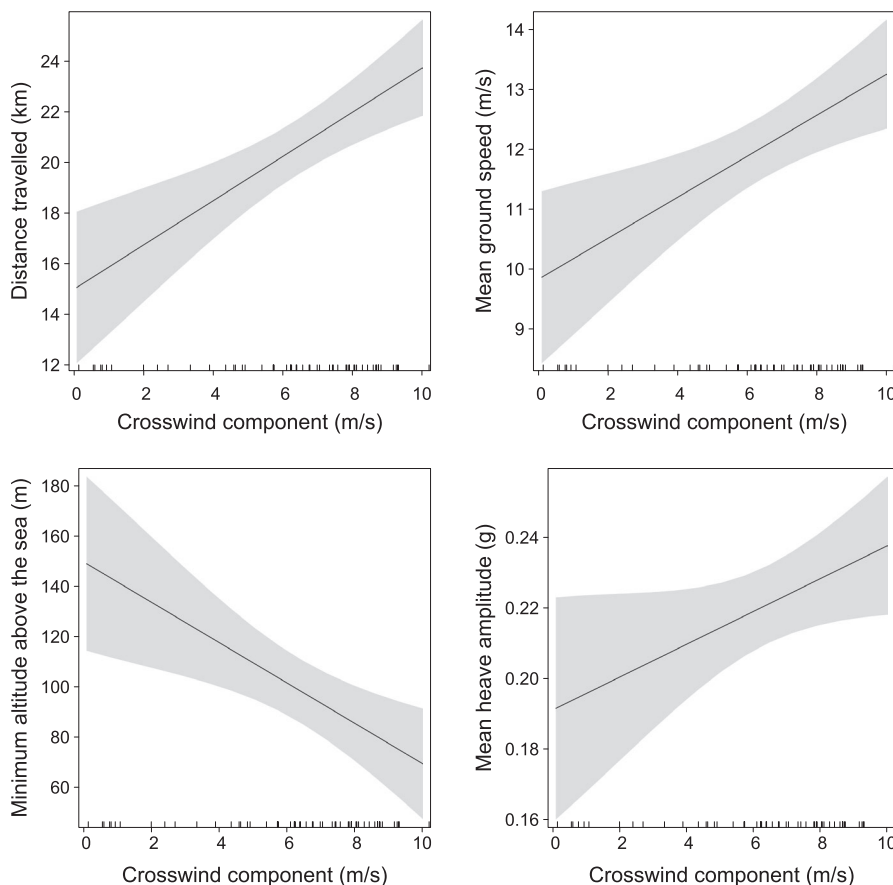 Distance travelled (km)
24
22
20
18
16
14
12
0 2 4 6 8 10
Crosswind component (m/s)
Mean ground speed (m/s)
14
13
12
11
10
9
0 2 4 6 8 10
Crosswind component (m/s)
Minimum altitude above the sea (m)
180
160
140
120
100
80
60
0 2 4 6 8 10
Crosswind component (m/s)
Mean heave amplitude (g)
0.24
0.22
0.20
0.18
0.16
0 2 4 6 8 10
Crosswind component (m/s)